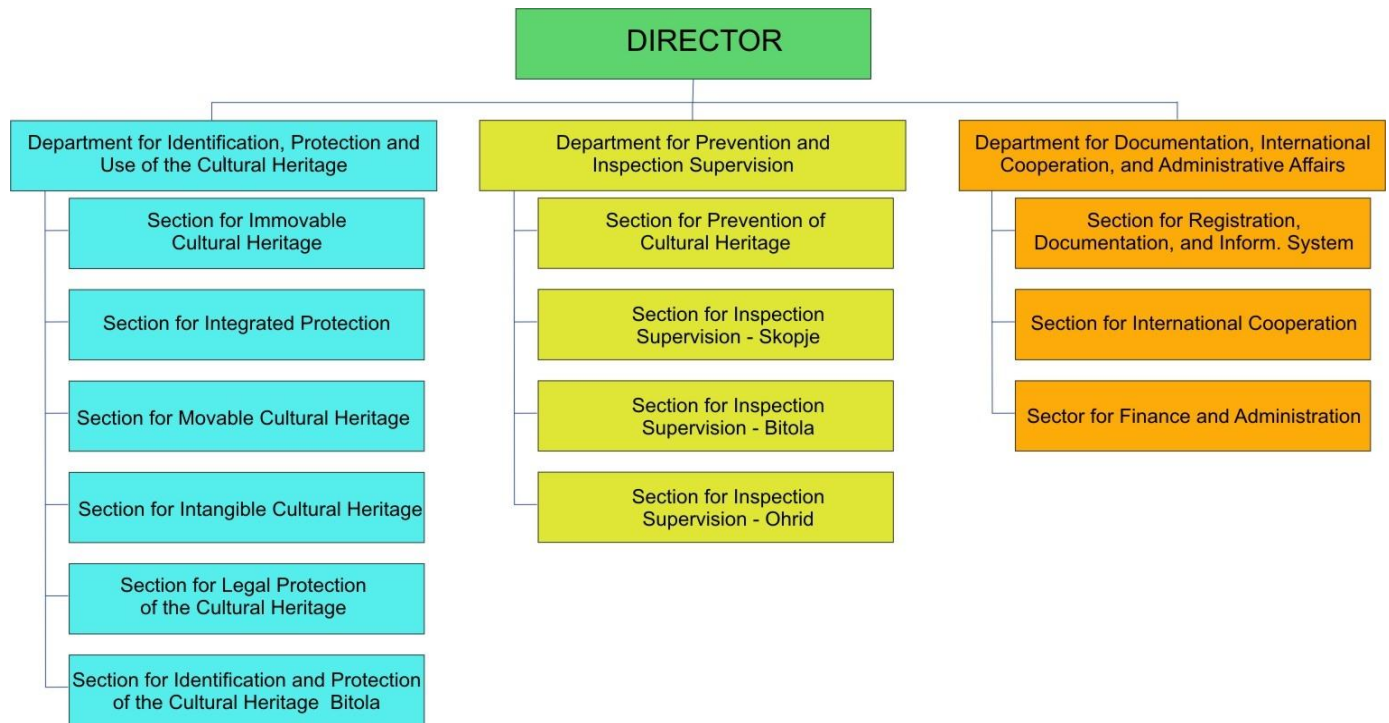 DIRECTOR
Department for Identification, Protection and
Use of the Cultural Heritage
Section for Immovable
Cultural Heritage
Section for Integrated Protection
Section for Movable Cultural Heritage
Section for Intangible Cultural Heritage
Section for Legal Protection
of the Cultural Heritage
Section for Identification and Protection
of the Cultural Heritage Bitola
Department for Prevention and
Inspection Supervision
Section for Prevention of
Cultural Heritage
Section for Inspection
Supervision - Skopje
Section for Inspection
Supervision - Bitola
Section for Inspection
Supervision - Ohrid
Department for Documentation, International
Cooperation, and Administrative Affairs
Section for Registration,
Documentation, and Inform. System
Section for International Cooperation
Sector for Finance and Administration